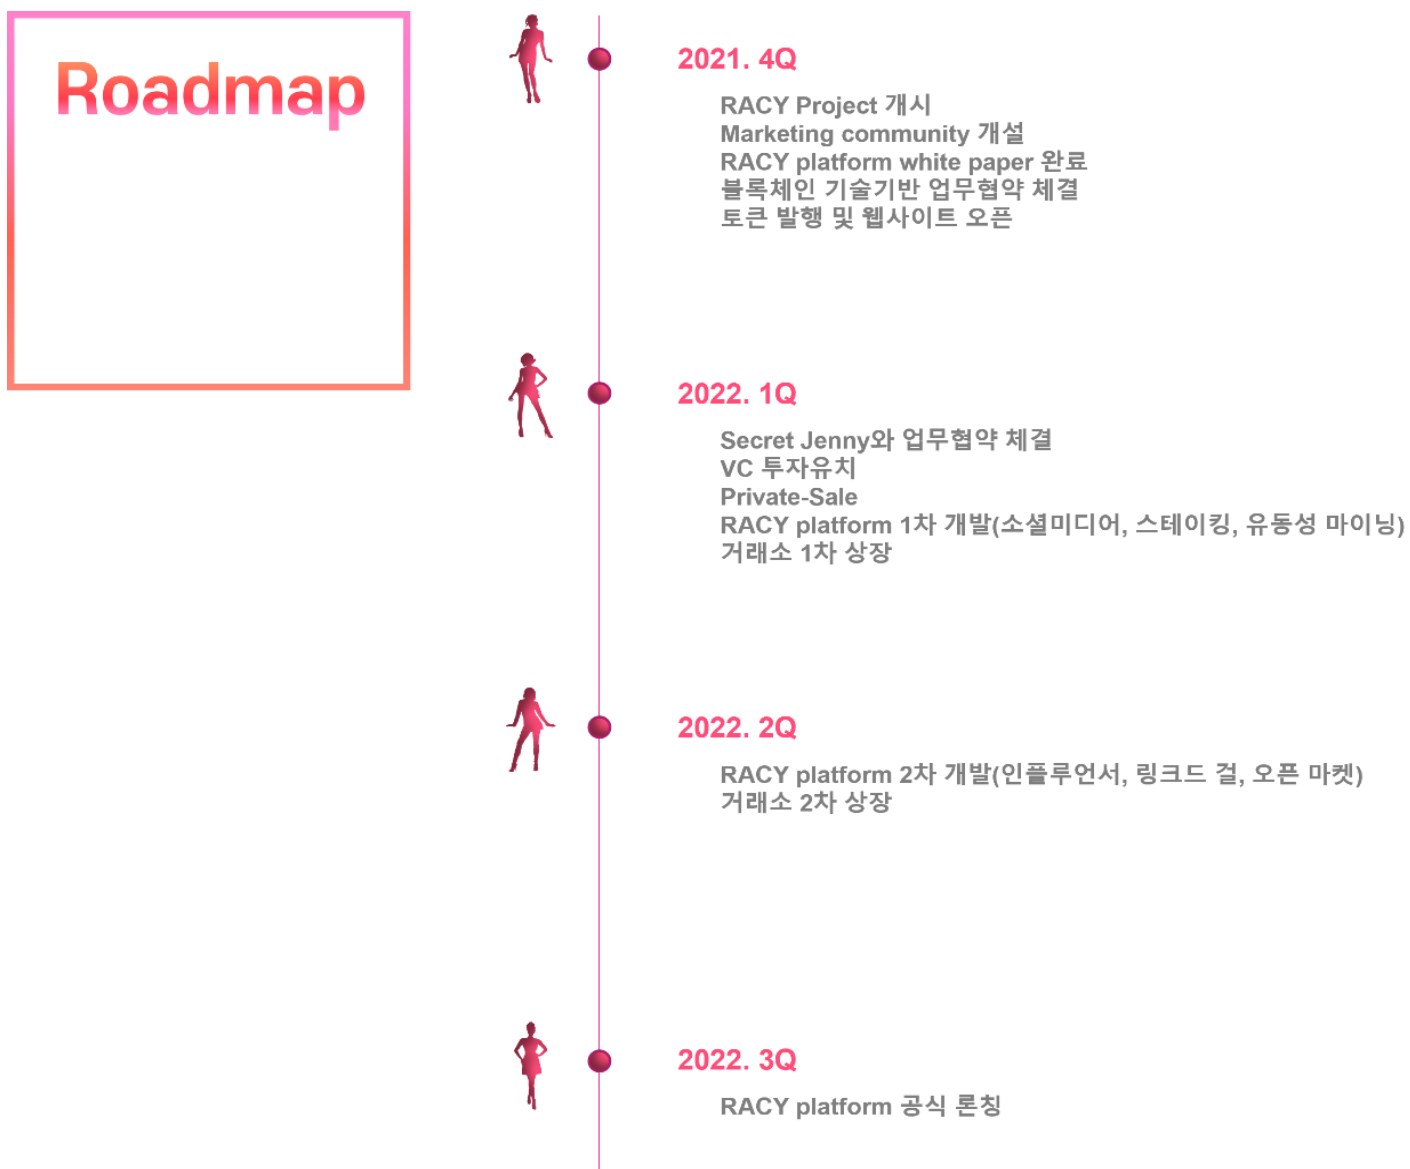 Roadmap
2021. 4Q
RACY Project 개시
Marketing community 개설
RACY platform white paper 완료
블록체인 기술기반 업무협약 체결
토큰 발행 및 웹사이트 오픈
2022. 1Q
Secret Jenny와 업무협약 체결
VC 투자유치
Private-Sale
RACY platform 1차 개발(소셜미디어, 스테이킹, 유동성 마이닝)
거래소 1차 상장
2022. 2Q
RACY platform 2차 개발(인플루언서, 링크드 걸, 오픈 마켓)
거래소 2차 상장
2022. 3Q
RACY platform 공식 론칭